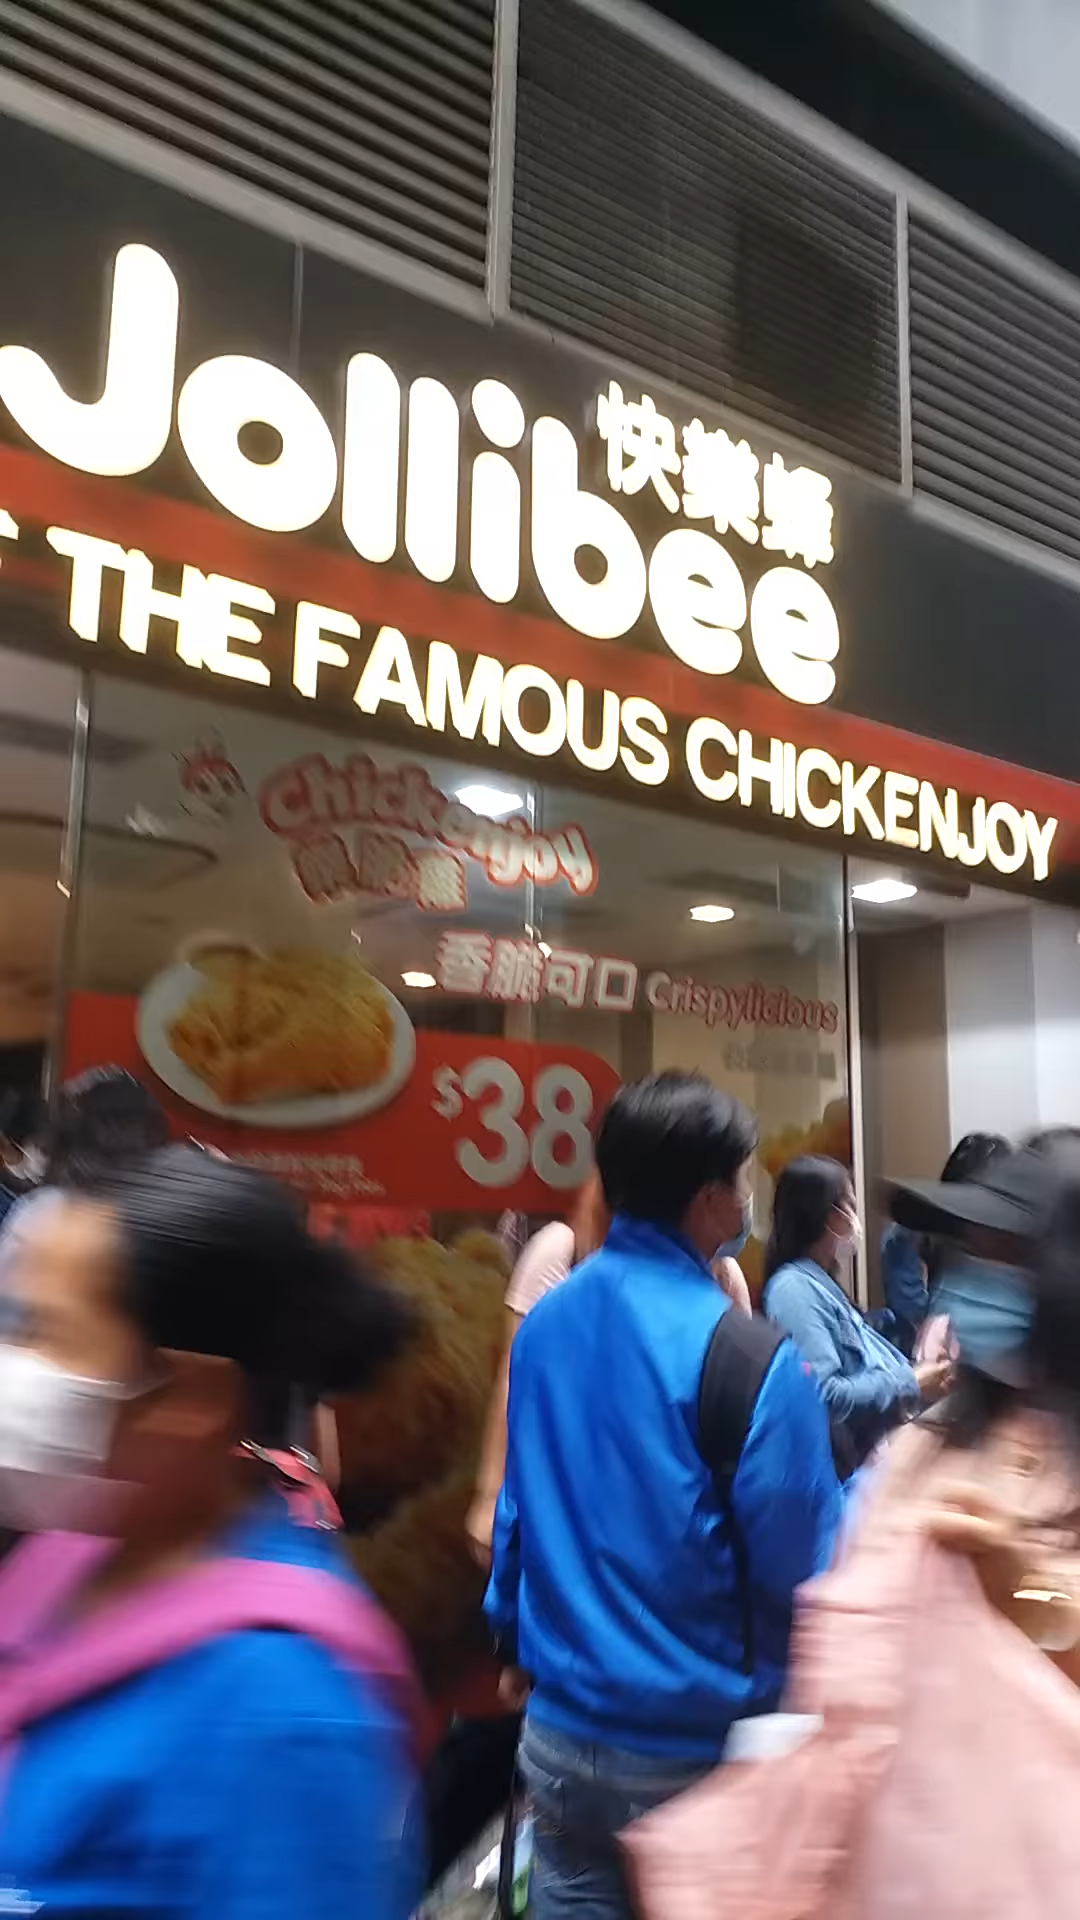 Jollibee
快樂蜂
THE FAMOUS CHICKENJOY
Chickenjoy
香脆可口 Crispylicious
$38